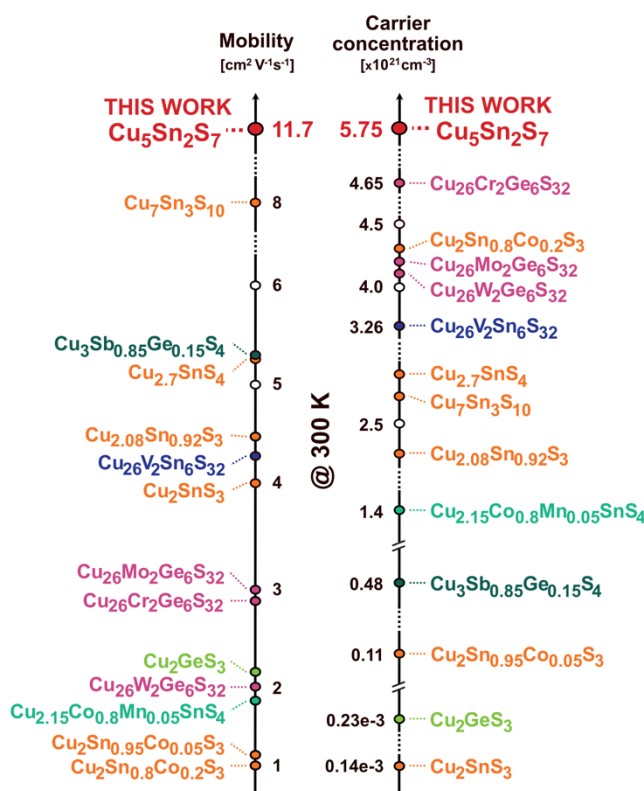 Mobility
[cm² V⁻¹s⁻¹]
THIS WORK
Cu₅Sn₂S₇ 11.7
Cu₇Sn₃S₁₀ 8
6
Cu₃Sb₀.₈₅Ge₀.₁₅S₄
Cu₂.₇SnS₄
5
Cu₂.₀₈Sn₀.₉₂S₃
Cu₂₆V₂Sn₆S₃₂
Cu₂SnS₃ 4
Cu₂₆Mo₂Ge₆S₃₂ 3
Cu₂₆Cr₂Ge₆S₃₂
Cu₂GeS₃
Cu₂₆W₂Ge₆S₃₂ 2
Cu₂.₁₅Co₀.₈Mn₀.₀₅SnS₄
Cu₂Sn₀.₉₅Co₀.₀₅S₃
Cu₂Sn₀.₈Co₀.₂S₃ 1
@ 300 K
Carrier
concentration
[x10²¹cm⁻³]
THIS WORK
5.75 Cu₅Sn₂S₇
4.65 Cu₂₆Cr₂Ge₆S₃₂
4.5
Cu₂Sn₀.₈Co₀.₂S₃
Cu₂₆Mo₂Ge₆S₃₂
Cu₂₆W₂Ge₆S₃₂
4.0
3.26 Cu₂₆V₂Sn₆S₃₂
Cu₂.₇SnS₄
Cu₇Sn₃S₁₀
2.5
Cu₂.₀₈Sn₀.₉₂S₃
1.4 Cu₂.₁₅Co₀.₈Mn₀.₀₅SnS₄
0.48 Cu₃Sb₀.₈₅Ge₀.₁₅S₄
0.11 Cu₂Sn₀.₉₅Co₀.₀₅S₃
0.23e-3 Cu₂GeS₃
0.14e-3 Cu₂SnS₃